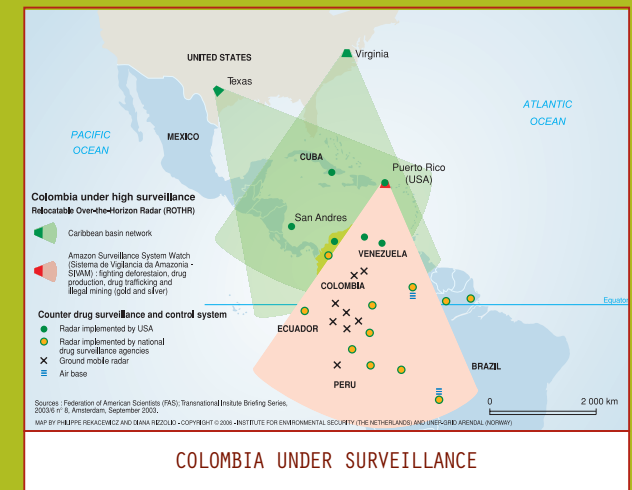 UNITED STATES
Virginia
Texas
ATLANTIC
OCEAN
PACIFIC
OCEAN
MEXICO
CUBA
Puerto Rico
(USA)
San Andres
VENEZUELA
COLOMBIA
Equator
ECUADOR
BRAZIL
PERU
Colombia under high surveillance
Relocatable Over-the-Horizon Radar (ROTHR)
Caribbean basin network
Amazon Surveillance System Watch
(Sistema de Vigilancia da Amazonia -
SIVAM) : fighting deforestaion, drug
production, drug trafficking and
illegal mining (gold and silver)
Counter drug surveillance and control system
Radar implemented by USA
Radar implemented by national
drug surveillance agencies
Ground mobile radar
Air base
0 2 000 km
Sources : Federation of American Scientists (FAS); Transnational Insitute Briefing Series,
2003/6 n° 8, Amsterdam, September 2003.
MAP BY PHILIPPE REKACEWICZ AND DIANA RIZZOLIO - COPYRIGHT © 2006 - INSTITUTE FOR ENVIRONMENTAL SECURITY (THE NETHERLANDS) AND UNEP-GRID ARENDAL (NORWAY)
COLOMBIA UNDER SURVEILLANCE